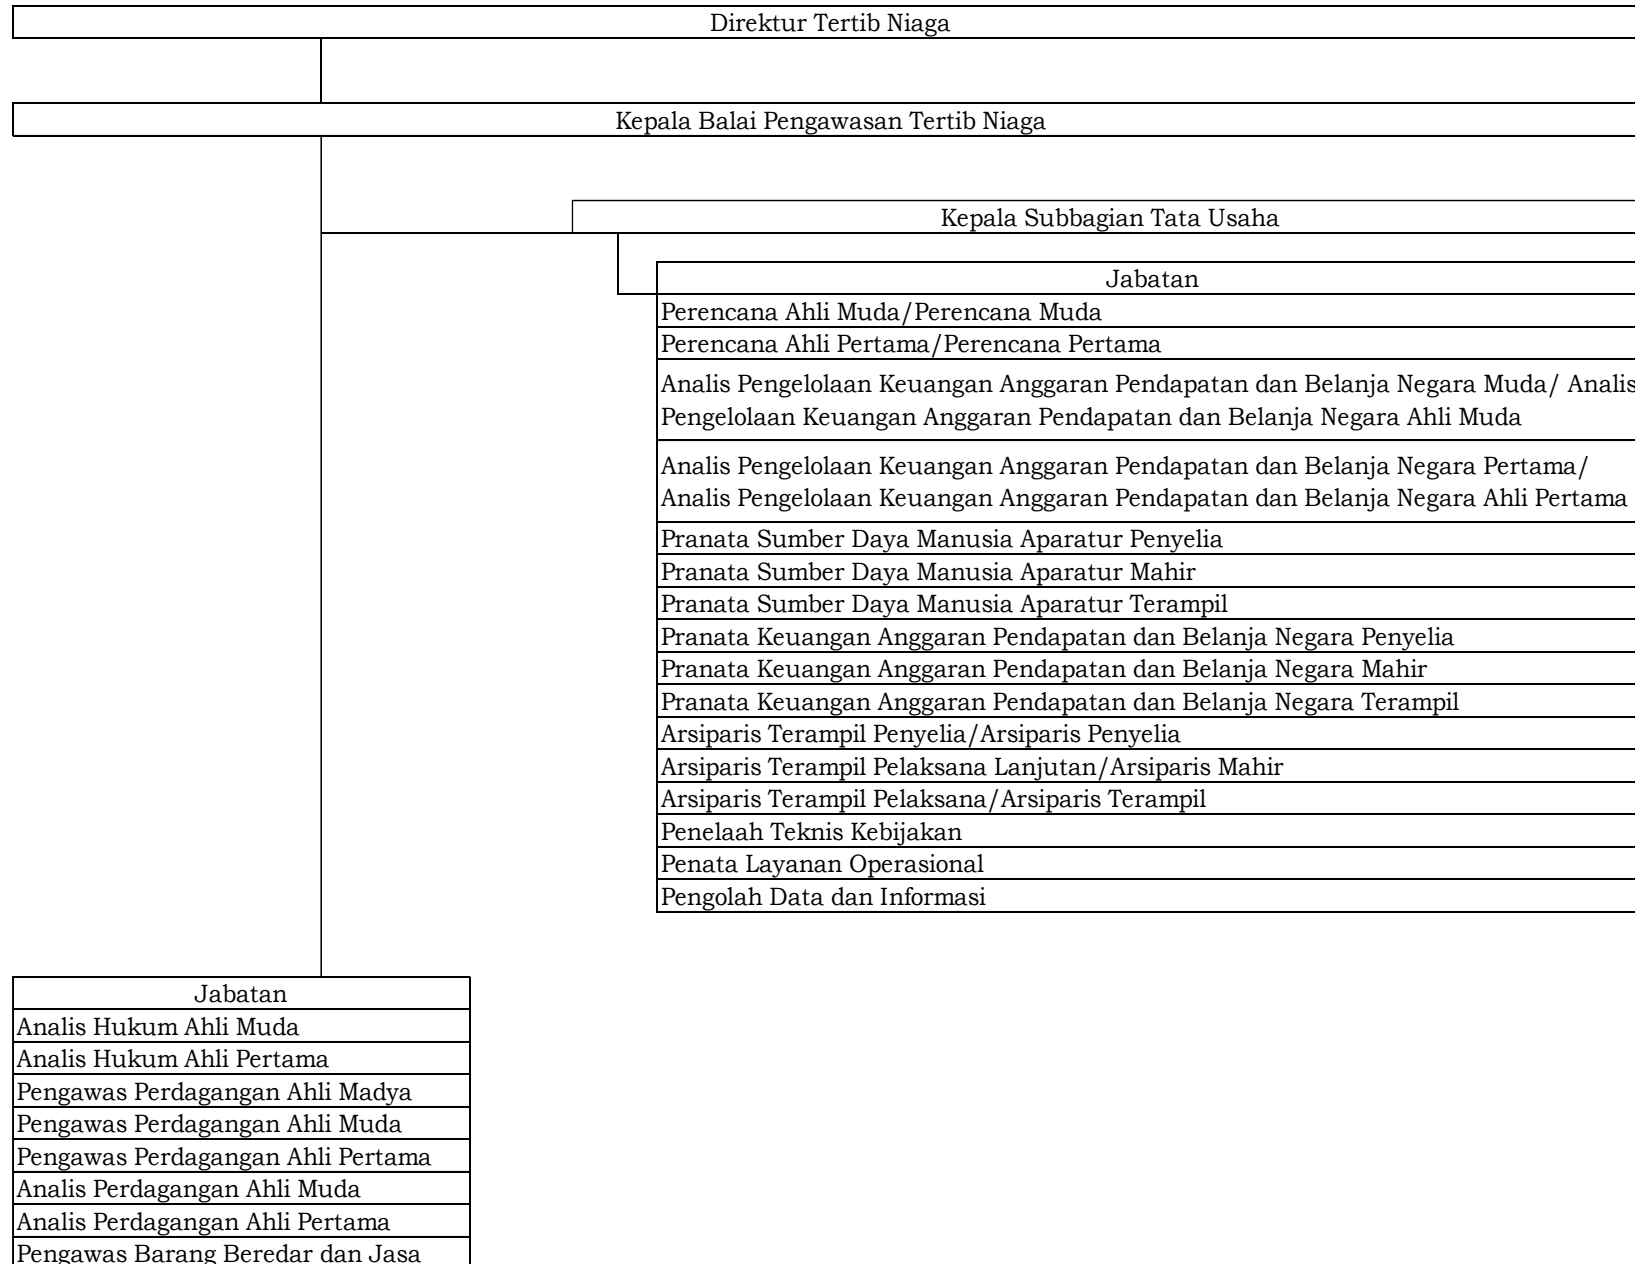 Direktur Tertib Niaga
Kepala Balai Pengawasan Tertib Niaga
Kepala Subbagian Tata Usaha
Jabatan
Perencana Ahli Muda/Perencana Muda
Perencana Ahli Pertama/Perencana Pertama
Analis Pengelolaan Keuangan Anggaran Pendapatan dan Belanja Negara Muda/ Analis
Pengelolaan Keuangan Anggaran Pendapatan dan Belanja Negara Ahli Muda
Analis Pengelolaan Keuangan Anggaran Pendapatan dan Belanja Negara Pertama/
Analis Pengelolaan Keuangan Anggaran Pendapatan dan Belanja Negara Ahli Pertama
Pranata Sumber Daya Manusia Aparatur Penyelia
Pranata Sumber Daya Manusia Aparatur Mahir
Pranata Sumber Daya Manusia Aparatur Terampil
Pranata Keuangan Anggaran Pendapatan dan Belanja Negara Penyelia
Pranata Keuangan Anggaran Pendapatan dan Belanja Negara Mahir
Pranata Keuangan Anggaran Pendapatan dan Belanja Negara Terampil
Arsiparis Terampil Penyelia/Arsiparis Penyelia
Arsiparis Terampil Pelaksana Lanjutan/Arsiparis Mahir
Arsiparis Terampil Pelaksana/Arsiparis Terampil
Penelaah Teknis Kebijakan
Penata Layanan Operasional
Pengolah Data dan Informasi
Jabatan
Analis Hukum Ahli Muda
Analis Hukum Ahli Pertama
Pengawas Perdagangan Ahli Madya
Pengawas Perdagangan Ahli Muda
Pengawas Perdagangan Ahli Pertama
Analis Perdagangan Ahli Muda
Analis Perdagangan Ahli Pertama
Pengawas Barang Beredar dan Jasa